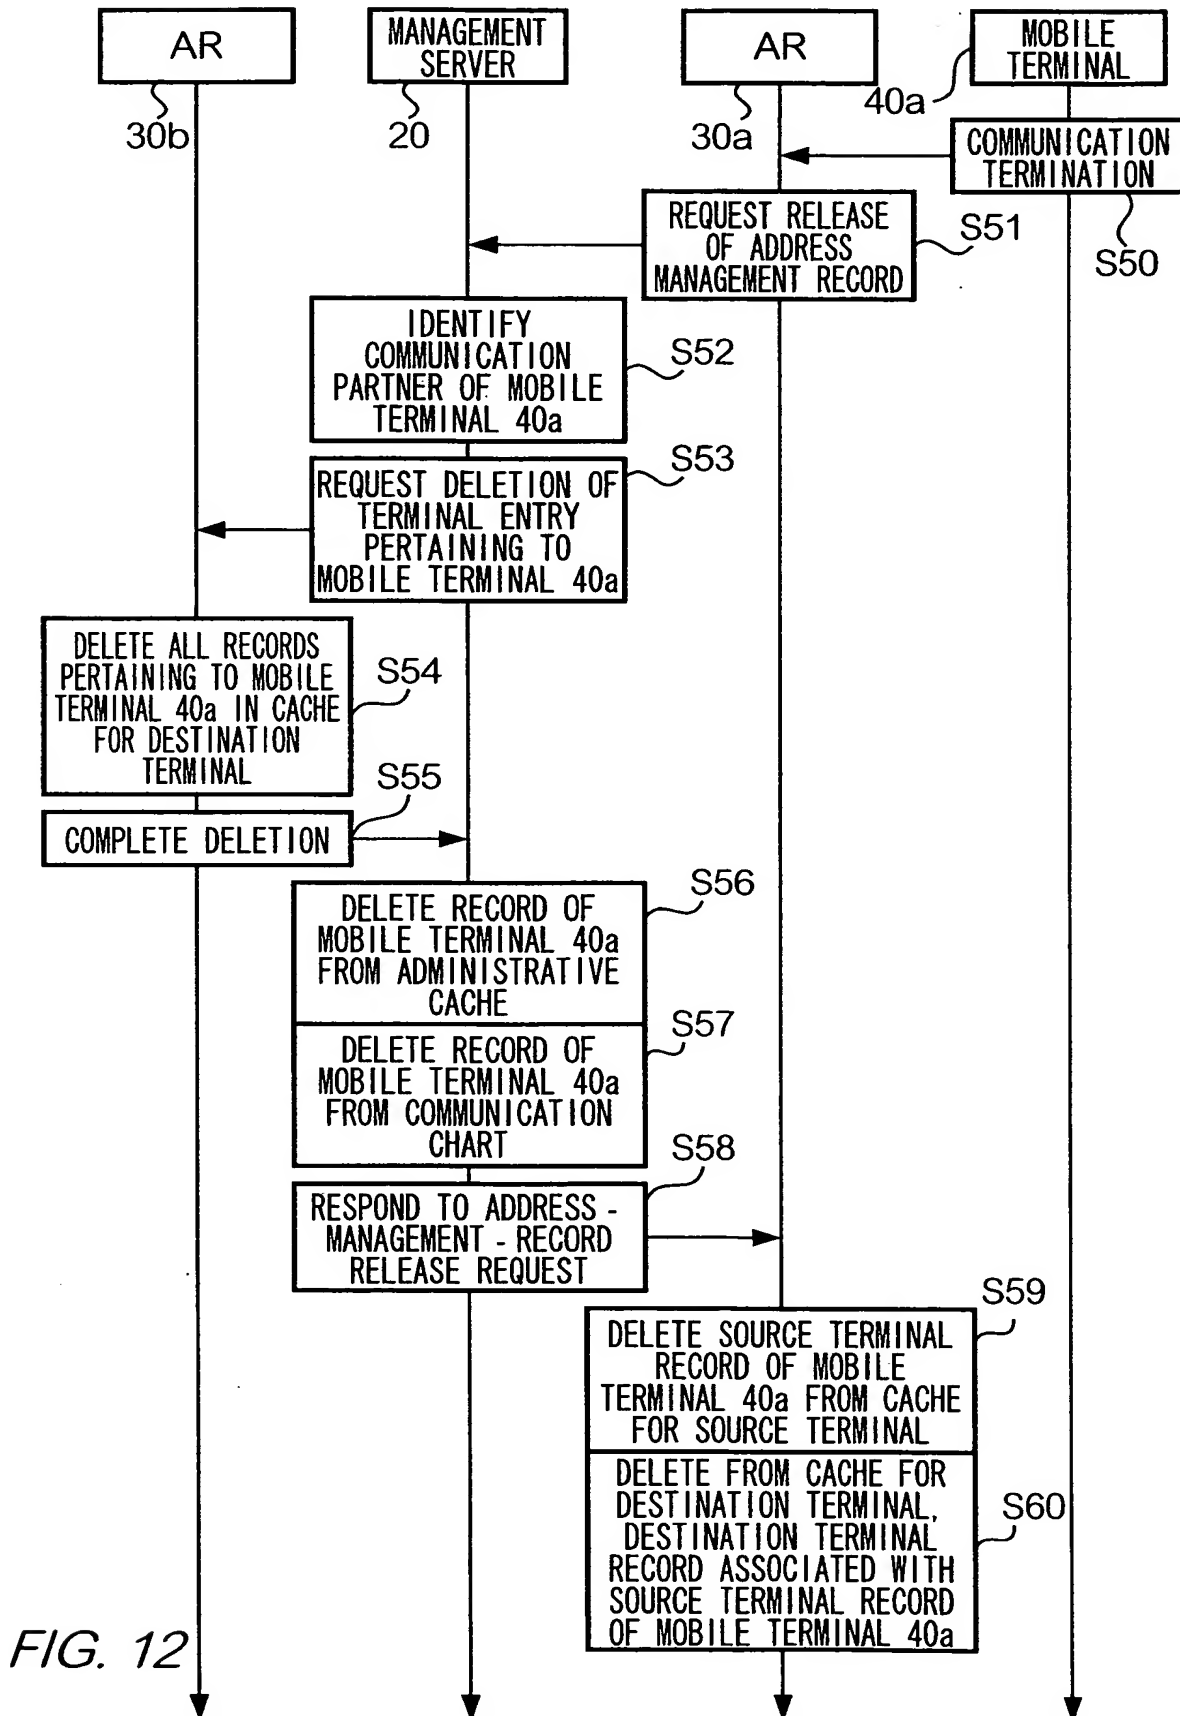 AR
MANAGEMENT
SERVER
AR
MOBILE
TERMINAL
30b
20
30a
40a
COMMUNICATION
TERMINATION
S50
REQUEST RELEASE
OF ADDRESS
MANAGEMENT RECORD
S51
IDENTIFY
COMMUNICATION
PARTNER OF MOBILE
TERMINAL 40a
S52
REQUEST DELETION OF
TERMINAL ENTRY
PERTAINING TO
MOBILE TERMINAL 40a
S53
DELETE ALL RECORDS
PERTAINING TO MOBILE
TERMINAL 40a IN CACHE
FOR DESTINATION
TERMINAL
S54
COMPLETE DELETION
S55
DELETE RECORD OF
MOBILE TERMINAL 40a
FROM ADMINISTRATIVE
CACHE
S56
DELETE RECORD OF
MOBILE TERMINAL 40a
FROM COMMUNICATION
CHART
S57
RESPOND TO ADDRESS -
MANAGEMENT - RECORD
RELEASE REQUEST
S58
DELETE SOURCE TERMINAL
RECORD OF MOBILE
TERMINAL 40a FROM CACHE
FOR SOURCE TERMINAL
S59
DELETE FROM CACHE FOR
DESTINATION TERMINAL,
DESTINATION TERMINAL
RECORD ASSOCIATED WITH
SOURCE TERMINAL RECORD
OF MOBILE TERMINAL 40a
S60
FIG. 12